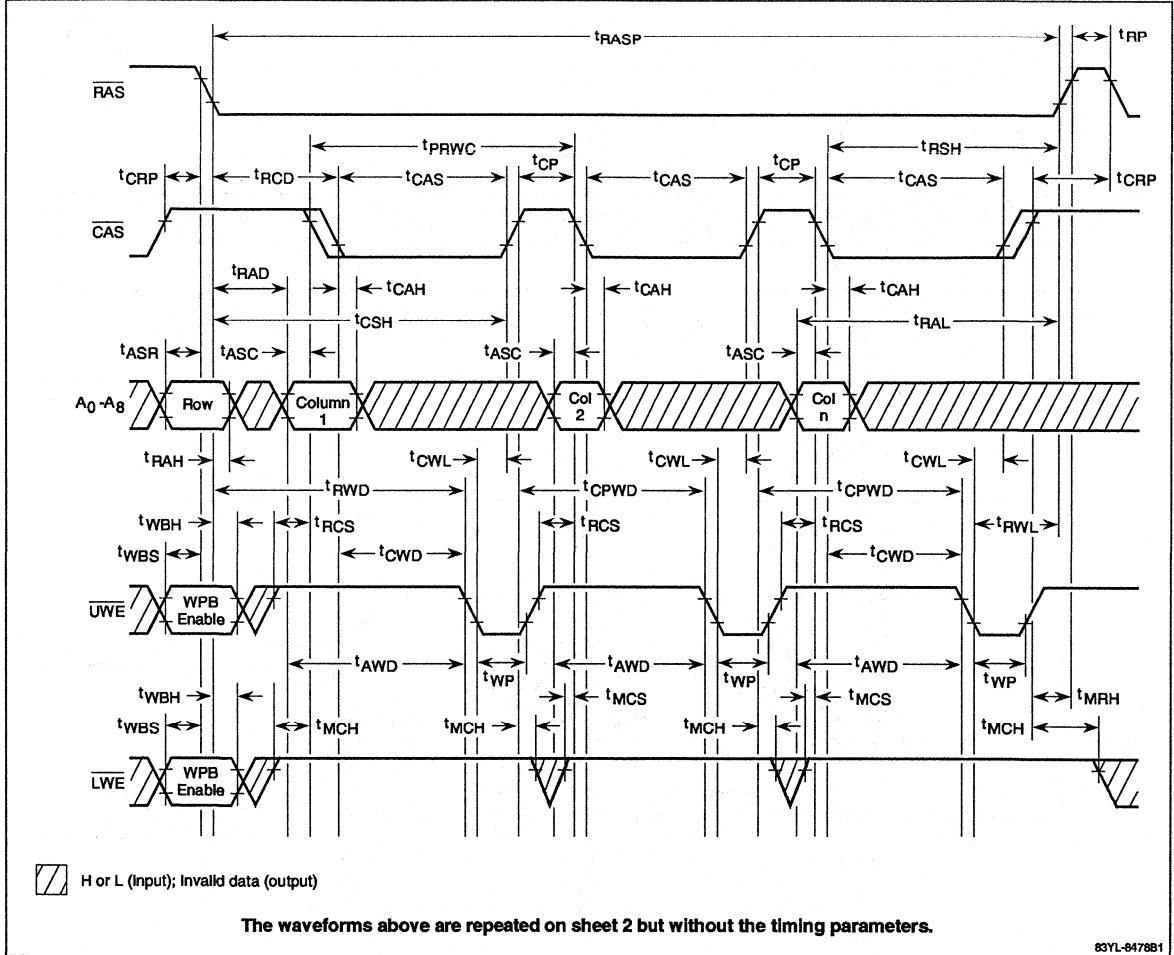 tRASP tRP
RAS
tPRWC tCP tCP tRSH
tCRP tRCD tCAS tCAS tCAS tCRP
CAS
tRAD tCAH tCAH tCAH
tCSH tRAL
tASR tASC tASC tASC
A0-A8 Row Column 1 Col 2 Col n
tRAH tCWL tCWL tCWL
tRWD tCPWD tCPWD
tWBH tRCS tRCS tRCS tRWL
tWBS tCWD tCWD
UWE WPB Enable
tAWD tWP tAWD tWP tAWD tWP
tWBH tMCS tMCS tMRH
tWBS tMCH tMCH tMCH tMCH
LWE WPB Enable
H or L (input); Invalid data (output)
The waveforms above are repeated on sheet 2 but without the timing parameters.
83YL-8478B1